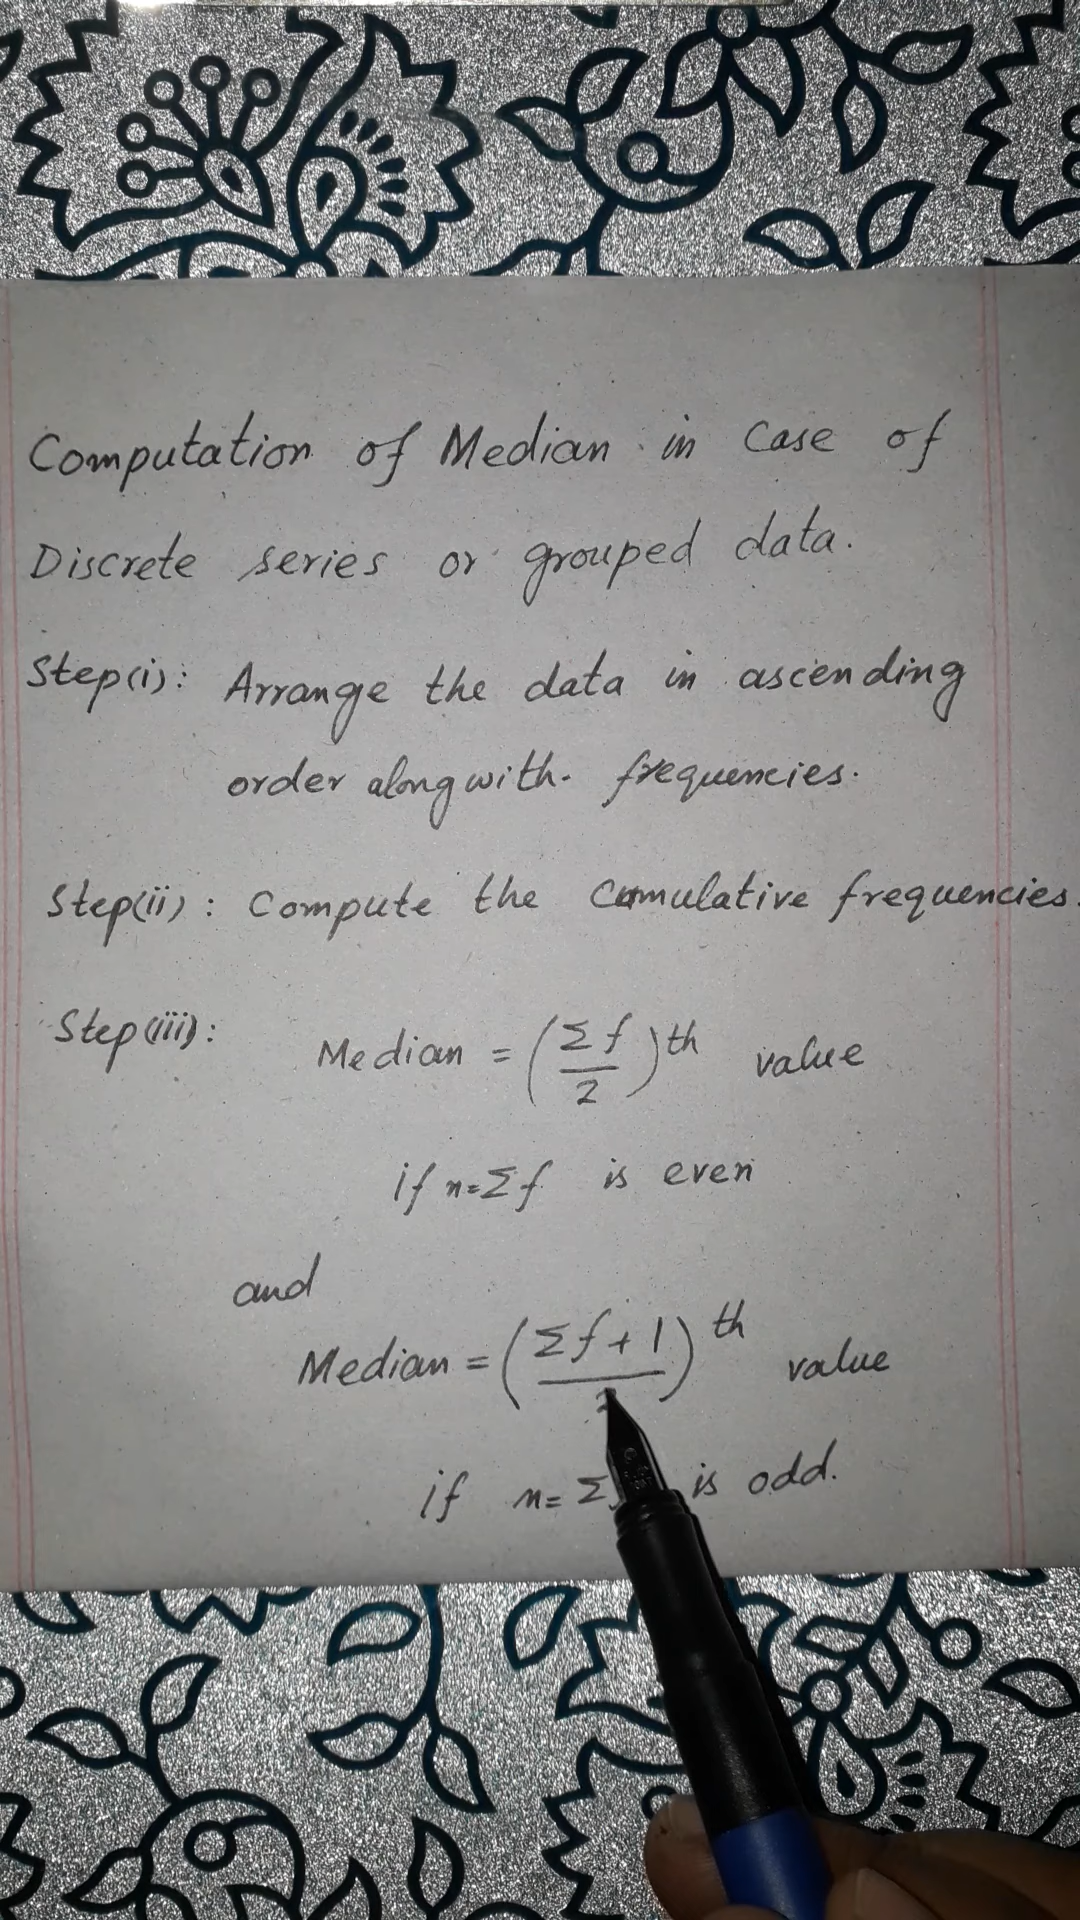 Computation of Median in Case of
Discrete series or grouped data.
Step(i): Arrange the data in ascending
order alongwith frequencies.
Step(ii): Compute the Cumulative frequencies.
Step(iii): Median = (Σf/2)th value
if n=Σf is even
and
Median = (Σf+1/2)th value
if n=Σ is odd.